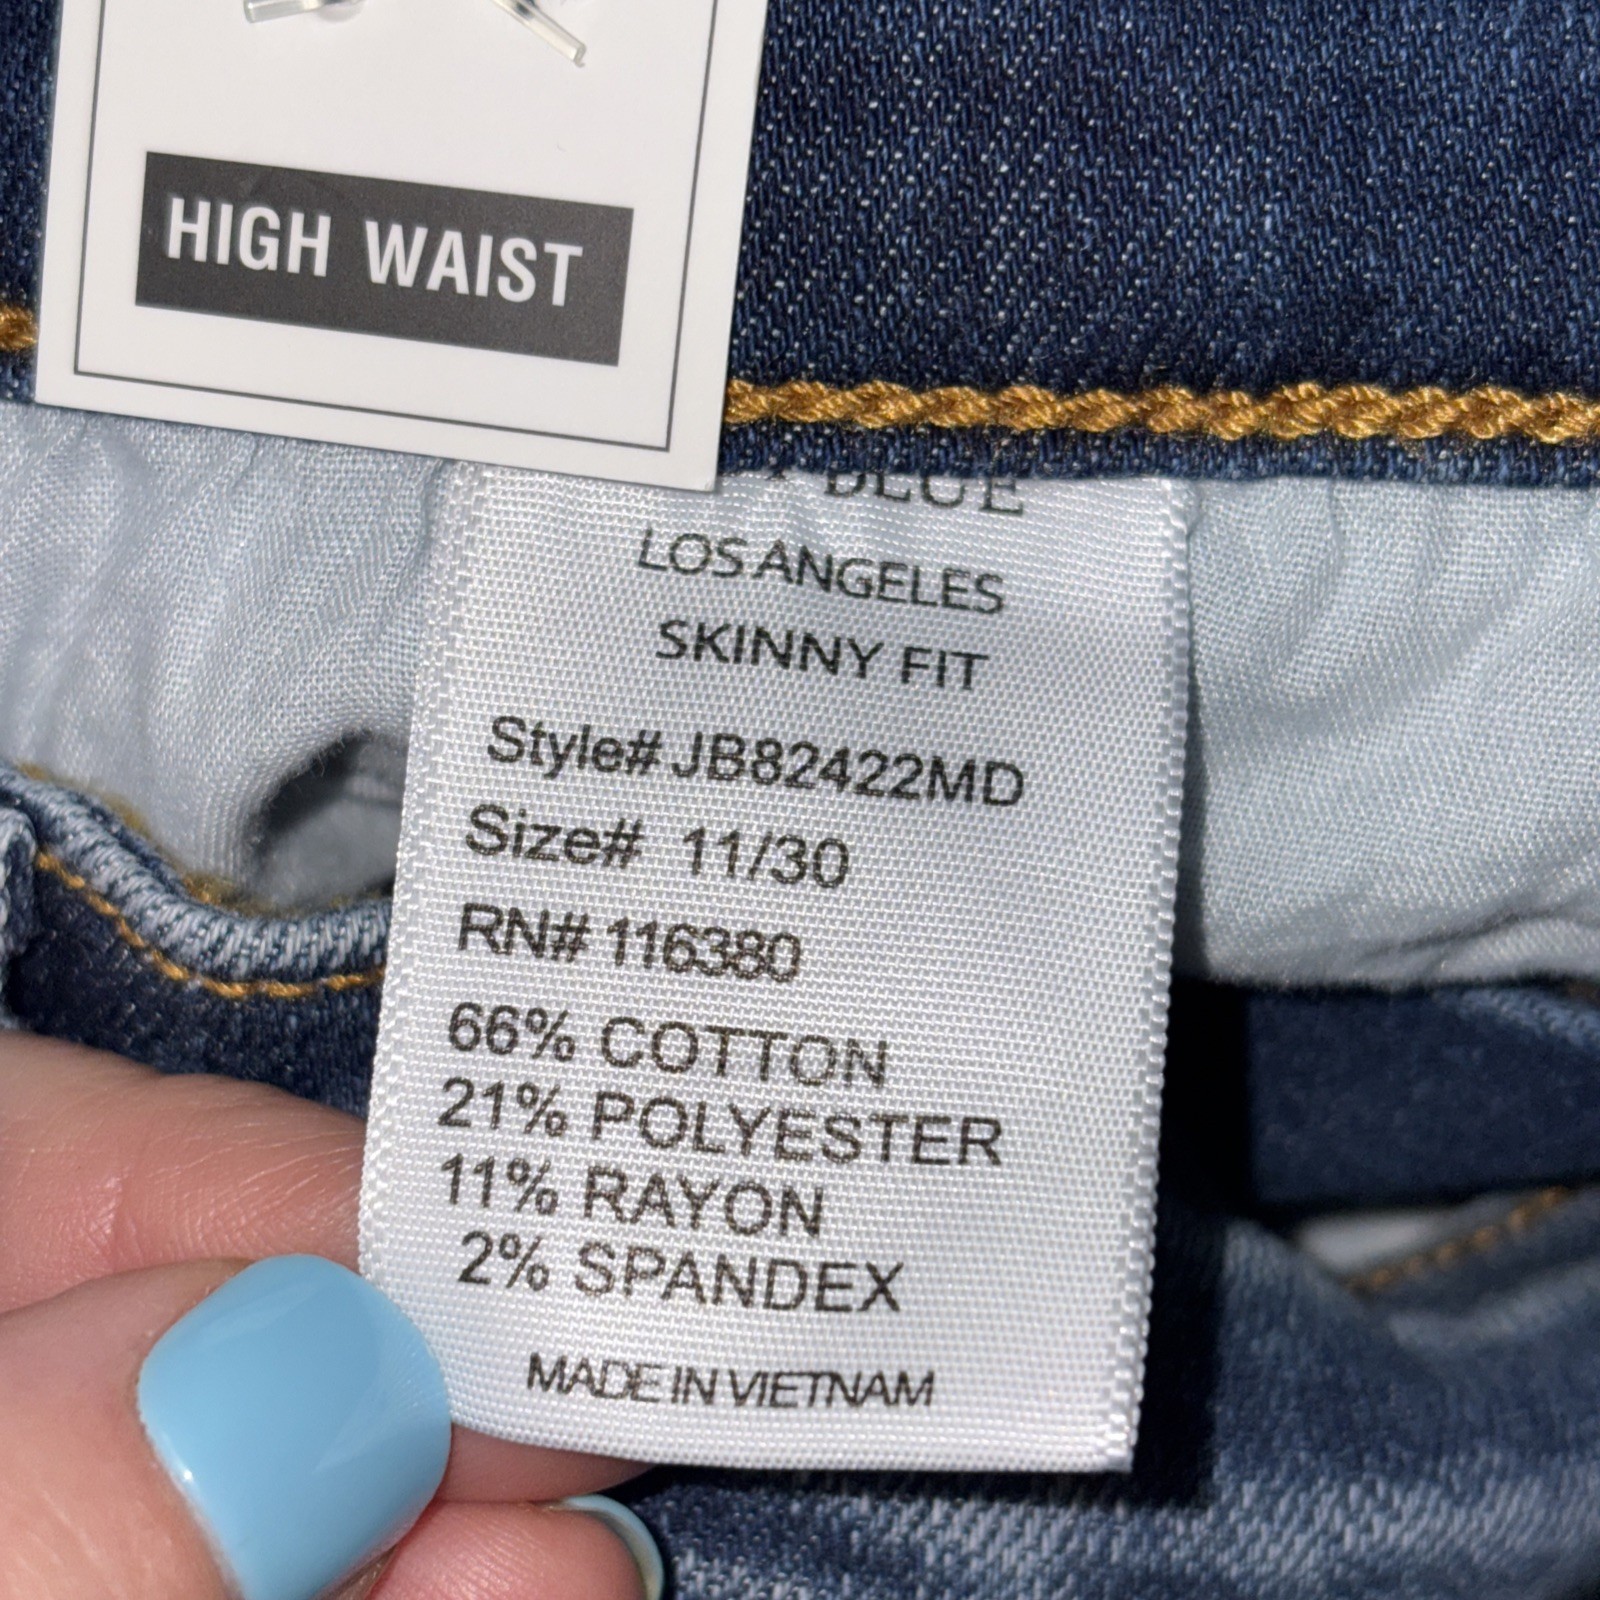 HIGH WAIST
BLUE
LOS ANGELES
SKINNY FIT
Style# JB82422MD
Size# 11/30
RN# 116380
66% COTTON
21% POLYESTER
11% RAYON
2% SPANDEX
MADE IN VIETNAM